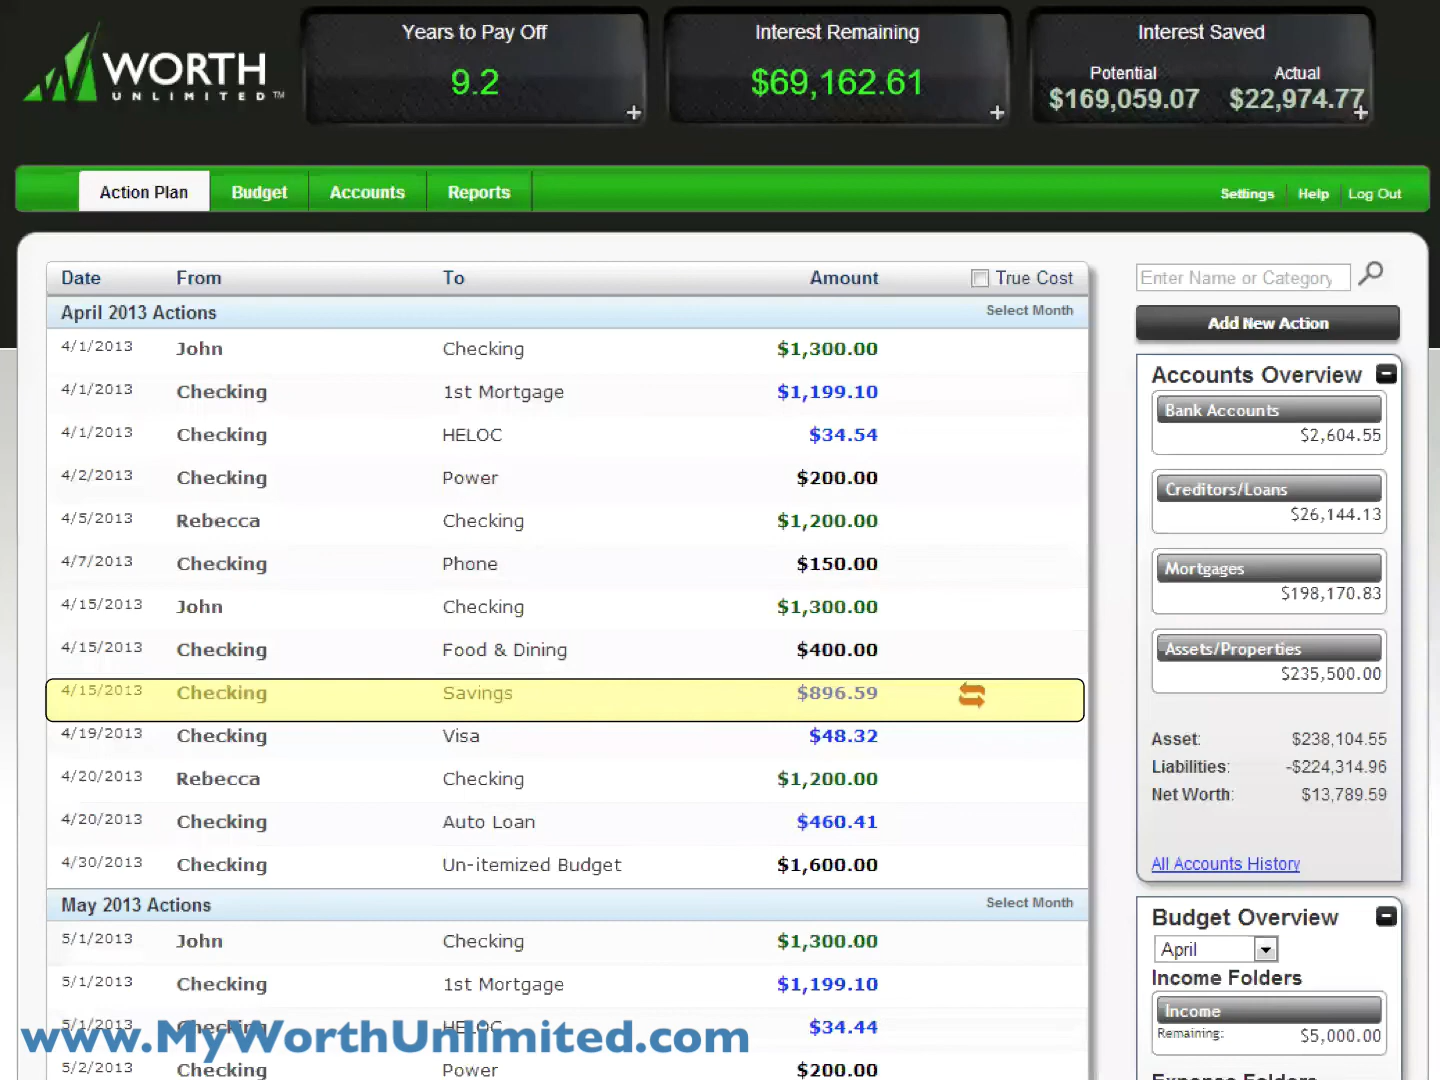 WORTH
UNLIMITED™
Years to Pay Off
9.2
+
Interest Remaining
$69,162.61
+
Interest Saved
Potential Actual
$169,059.07 $22,974.77
+
Action Plan Budget Accounts Reports Settings Help Log Out
Date From To Amount True Cost
April 2013 Actions Select Month
4/1/2013 John Checking $1,300.00
4/1/2013 Checking 1st Mortgage $1,199.10
4/1/2013 Checking HELOC $34.54
4/2/2013 Checking Power $200.00
4/5/2013 Rebecca Checking $1,200.00
4/7/2013 Checking Phone $150.00
4/15/2013 John Checking $1,300.00
4/15/2013 Checking Food & Dining $400.00
4/15/2013 Checking Savings $896.59
4/19/2013 Checking Visa $48.32
4/20/2013 Rebecca Checking $1,200.00
4/20/2013 Checking Auto Loan $460.41
4/30/2013 Checking Un-itemized Budget $1,600.00
May 2013 Actions Select Month
5/1/2013 John Checking $1,300.00
5/1/2013 Checking 1st Mortgage $1,199.10
5/1/2013 Checking HELOC $34.44
5/2/2013 Checking Power $200.00
www.MyWorthUnlimited.com
Enter Name or Category
Add New Action
Accounts Overview
Bank Accounts
$2,604.55
Creditors/Loans
$26,144.13
Mortgages
$198,170.83
Assets/Properties
$235,500.00
Asset: $238,104.55
Liabilities: -$224,314.96
Net Worth: $13,789.59
All Accounts History
Budget Overview
April
Income Folders
Income
Remaining: $5,000.00
Expense Folders